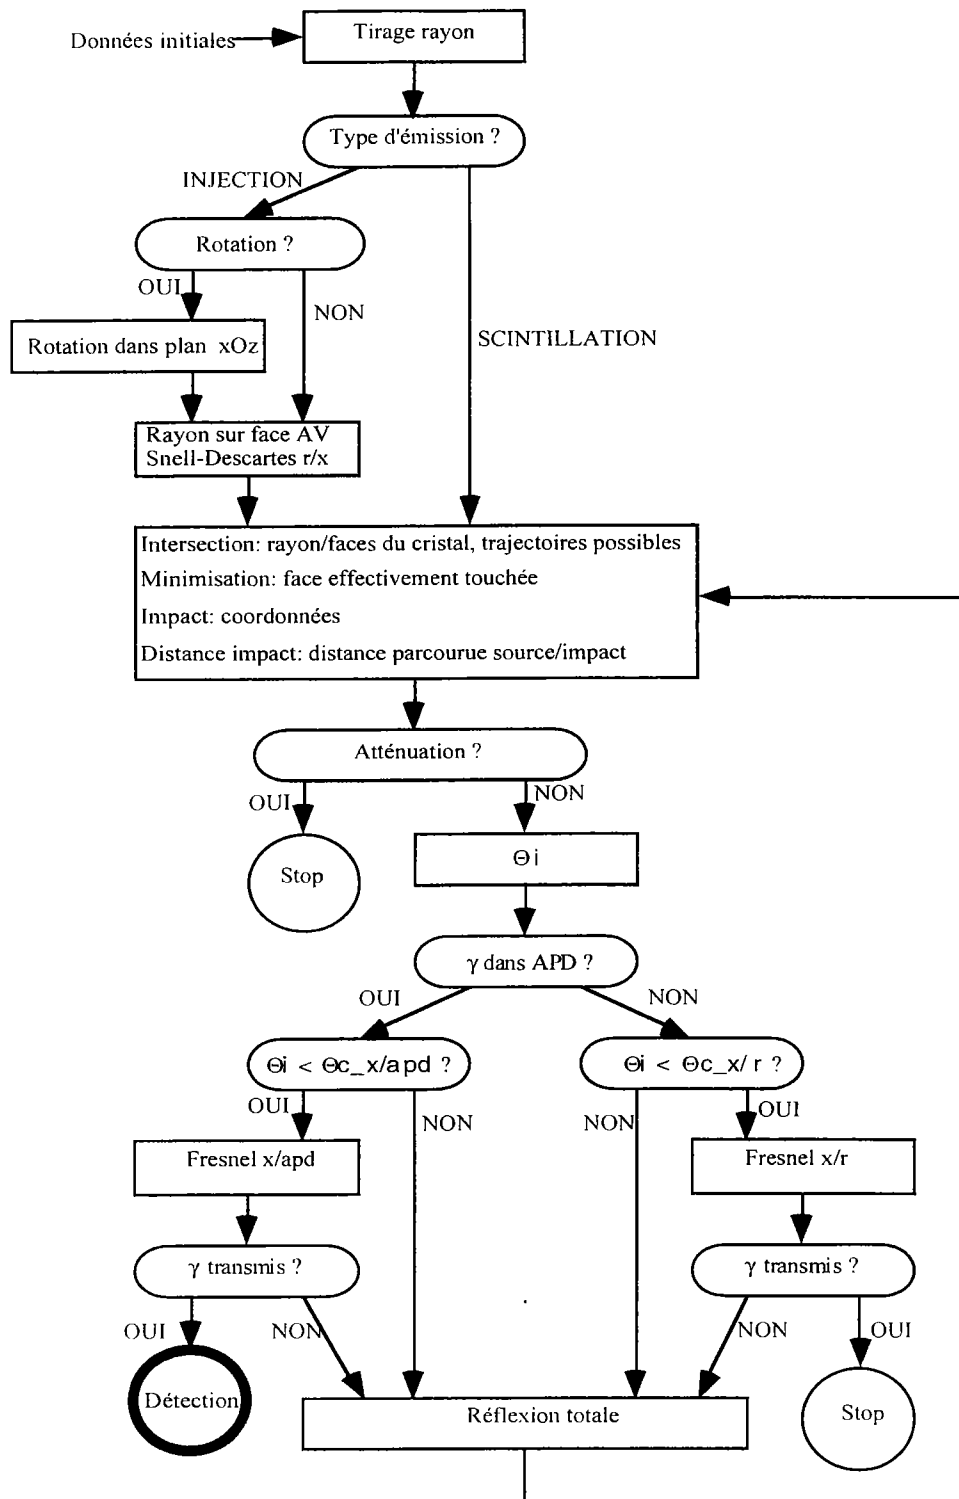 Données initiales
Tirage rayon
Type d'émission ?
INJECTION
Rotation ?
OUI
NON
SCINTILLATION
Rotation dans plan xOz
Rayon sur face AV
Snell-Descartes r/x
Intersection: rayon/faces du cristal, trajectoires possibles
Minimisation: face effectivement touchée
Impact: coordonnées
Distance impact: distance parcourue source/impact
Atténuation ?
OUI
NON
Stop
Θi
γ dans APD ?
OUI
NON
Θi < Θc_x/apd ?
Θi < Θc_x/ r ?
OUI
NON
NON
OUI
Fresnel x/apd
Fresnel x/r
γ transmis ?
γ transmis ?
OUI
NON
NON
OUI
Détection
Réflexion totale
Stop